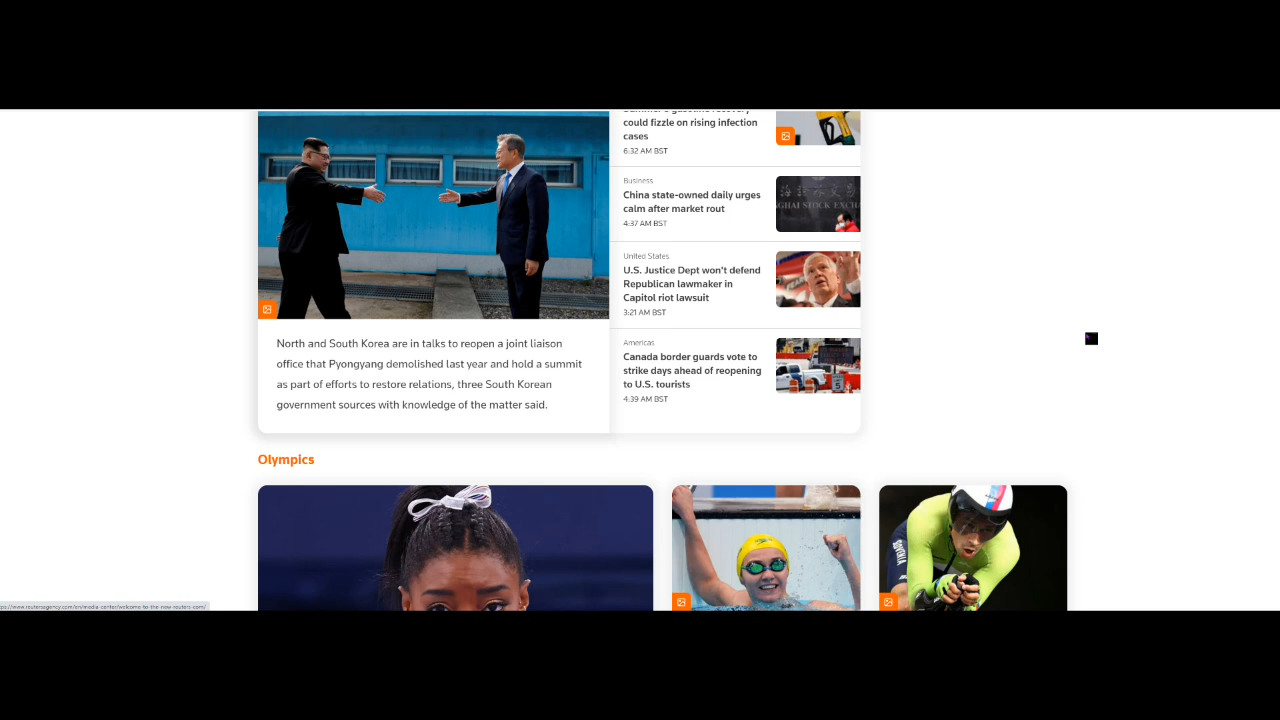 could fizzle on rising infection
cases
6:32 AM BST
Business
China state-owned daily urges
calm after market rout
4:37 AM BST
United States
U.S. Justice Dept won't defend
Republican lawmaker in
Capitol riot lawsuit
3:21 AM BST
Americas
Canada border guards vote to
strike days ahead of reopening
to U.S. tourists
4:39 AM BST
North and South Korea are in talks to reopen a joint liaison
office that Pyongyang demolished last year and hold a summit
as part of efforts to restore relations, three South Korean
government sources with knowledge of the matter said.
Olympics
SLOVENIA